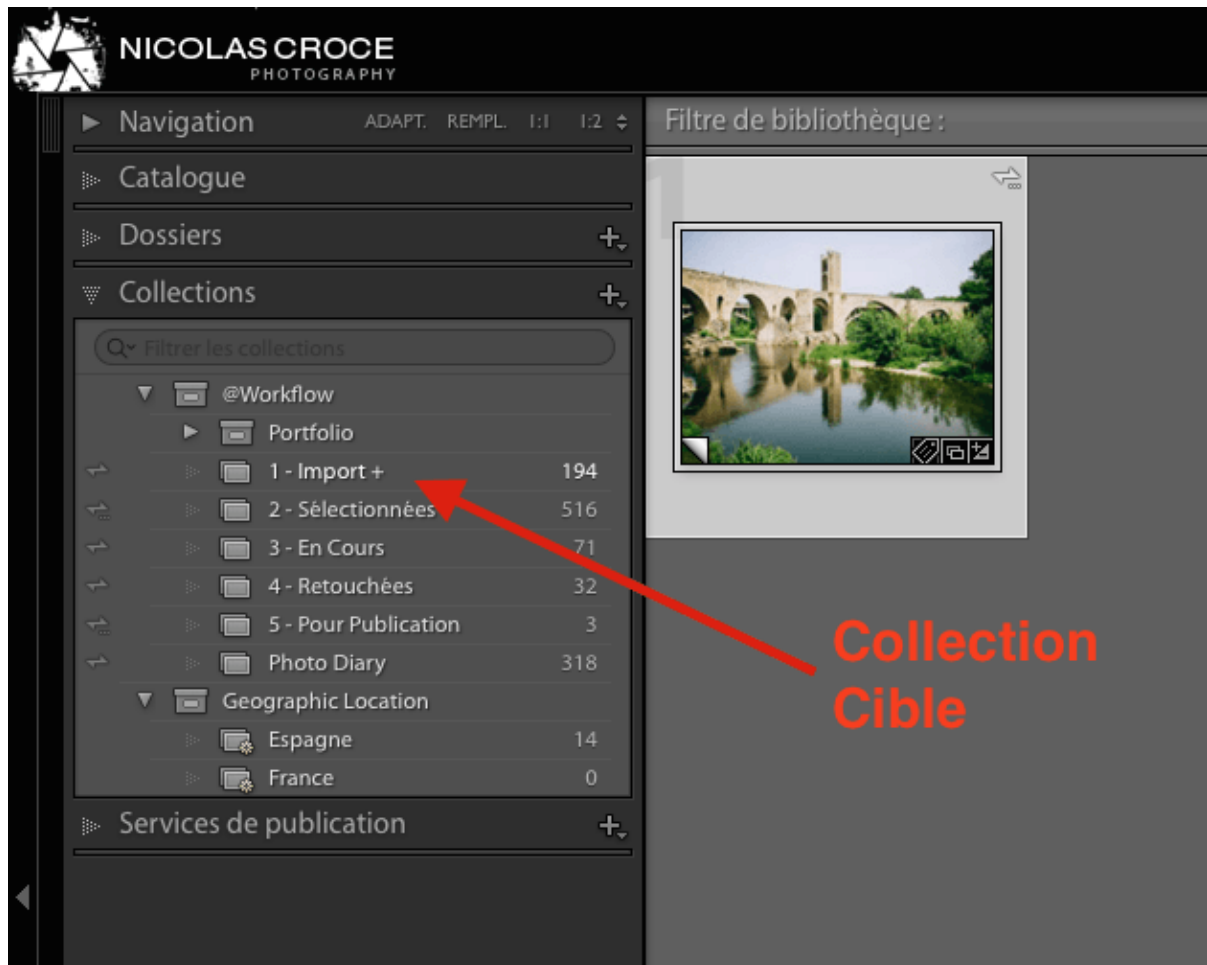 NICOLAS CROCE
PHOTOGRAPHY
Navigation ADAPT. REMPL. 1:1 1:2
Catalogue
Dossiers
Collections
Filtrer les collections
@Workflow
Portfolio
1 - Import + 194
2 - Sélectionnées 516
3 - En Cours 71
4 - Retouchées 32
5 - Pour Publication 3
Photo Diary 318
Geographic Location
Espagne 14
France 0
Services de publication
Filtre de bibliothèque :
1
Collection
Cible